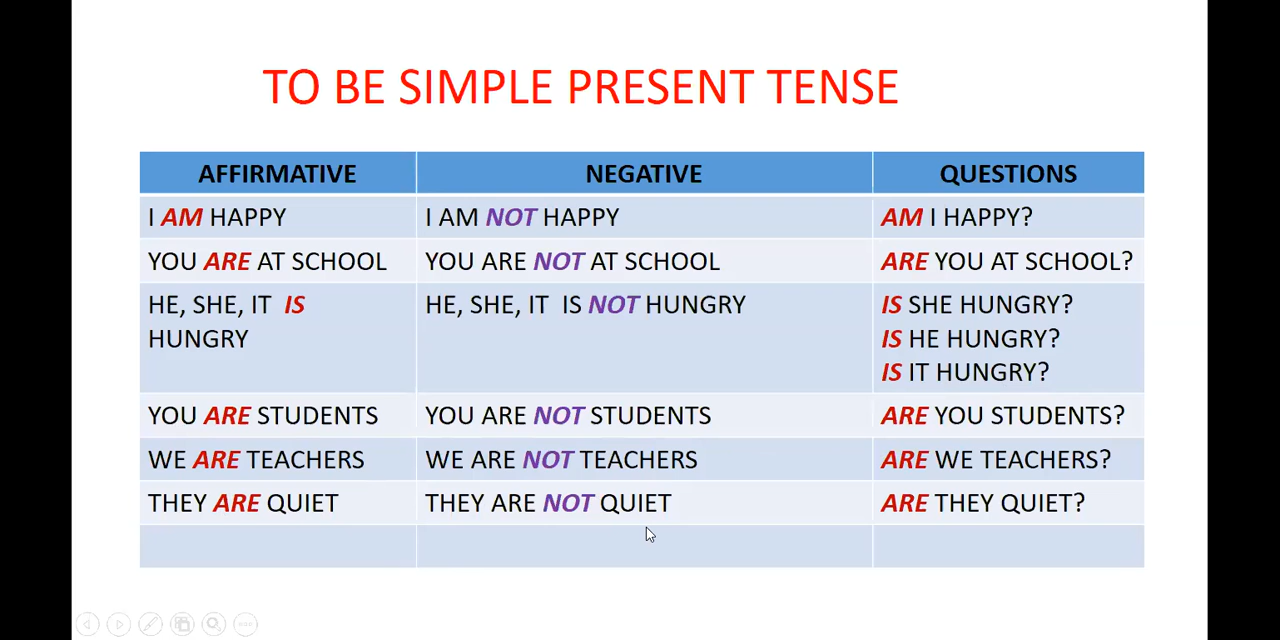 TO BE SIMPLE PRESENT TENSE
AFFIRMATIVE NEGATIVE QUESTIONS
I AM HAPPY I AM NOT HAPPY AM I HAPPY?
YOU ARE AT SCHOOL YOU ARE NOT AT SCHOOL ARE YOU AT SCHOOL?
HE, SHE, IT IS HE, SHE, IT IS NOT HUNGRY IS SHE HUNGRY?
HUNGRY IS HE HUNGRY?
IS IT HUNGRY?
YOU ARE STUDENTS YOU ARE NOT STUDENTS ARE YOU STUDENTS?
WE ARE TEACHERS WE ARE NOT TEACHERS ARE WE TEACHERS?
THEY ARE QUIET THEY ARE NOT QUIET ARE THEY QUIET?